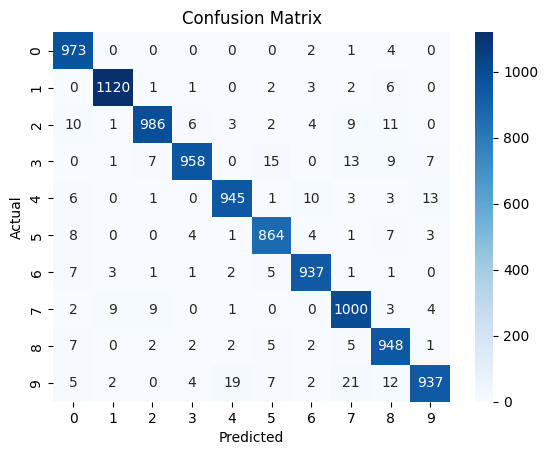 Confusion Matrix
0 973 0 0 0 0 0 2 1 4 0
1 0 1120 1 1 0 2 3 2 6 0
2 10 1 986 6 3 2 4 9 11 0
3 0 1 7 958 0 15 0 13 9 7
4 6 0 1 0 945 1 10 3 3 13
5 8 0 0 4 1 864 4 1 7 3
6 7 3 1 1 2 5 937 1 1 0
7 2 9 9 0 1 0 0 1000 3 4
8 7 0 2 2 2 5 2 5 948 1
9 5 2 0 4 19 7 2 21 12 937
0 1 2 3 4 5 6 7 8 9
Predicted
Actual
1000
800
600
400
200
0